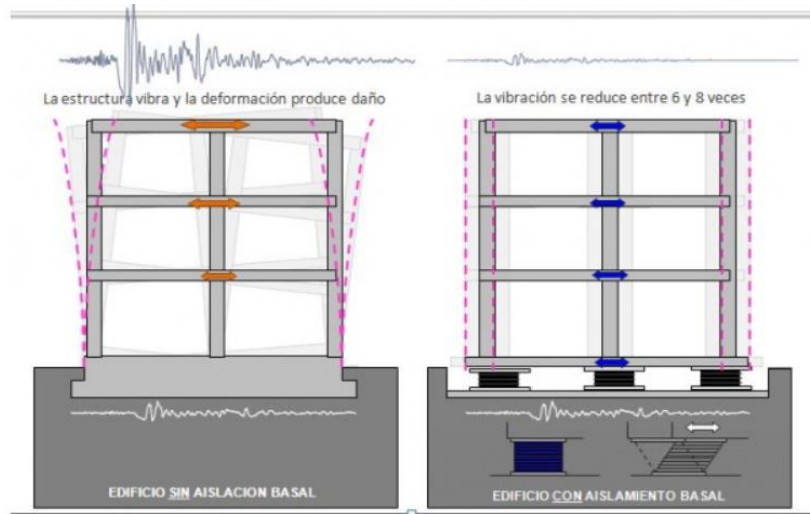 La estructura vibra y la deformación produce daño
La vibración se reduce entre 6 y 8 veces
EDIFICIO SIN AISLACION BASAL
EDIFICIO CON AISLAMIENTO BASAL